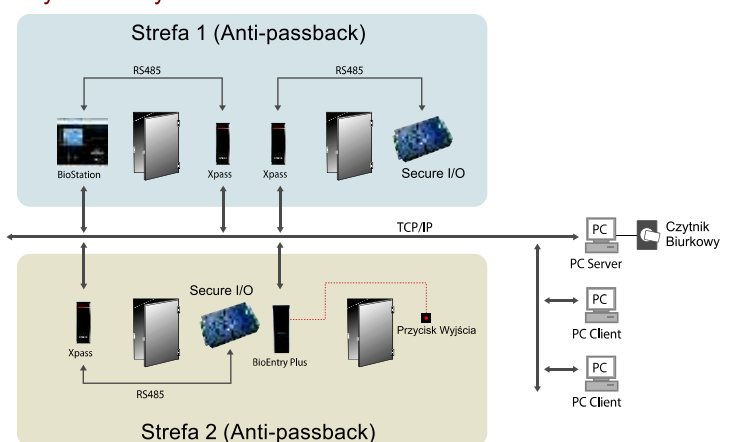 Strefa 1 (Anti-passback)
RS485
RS485
BioStation
Xpass
Xpass
Secure I/O
TCP/IP
PC
Czytnik
Biurkowy
PC Server
Secure I/O
Xpass
BioEntry Plus
Przycisk Wyjścia
RS485
PC
PC Client
PC
PC Client
Strefa 2 (Anti-passback)